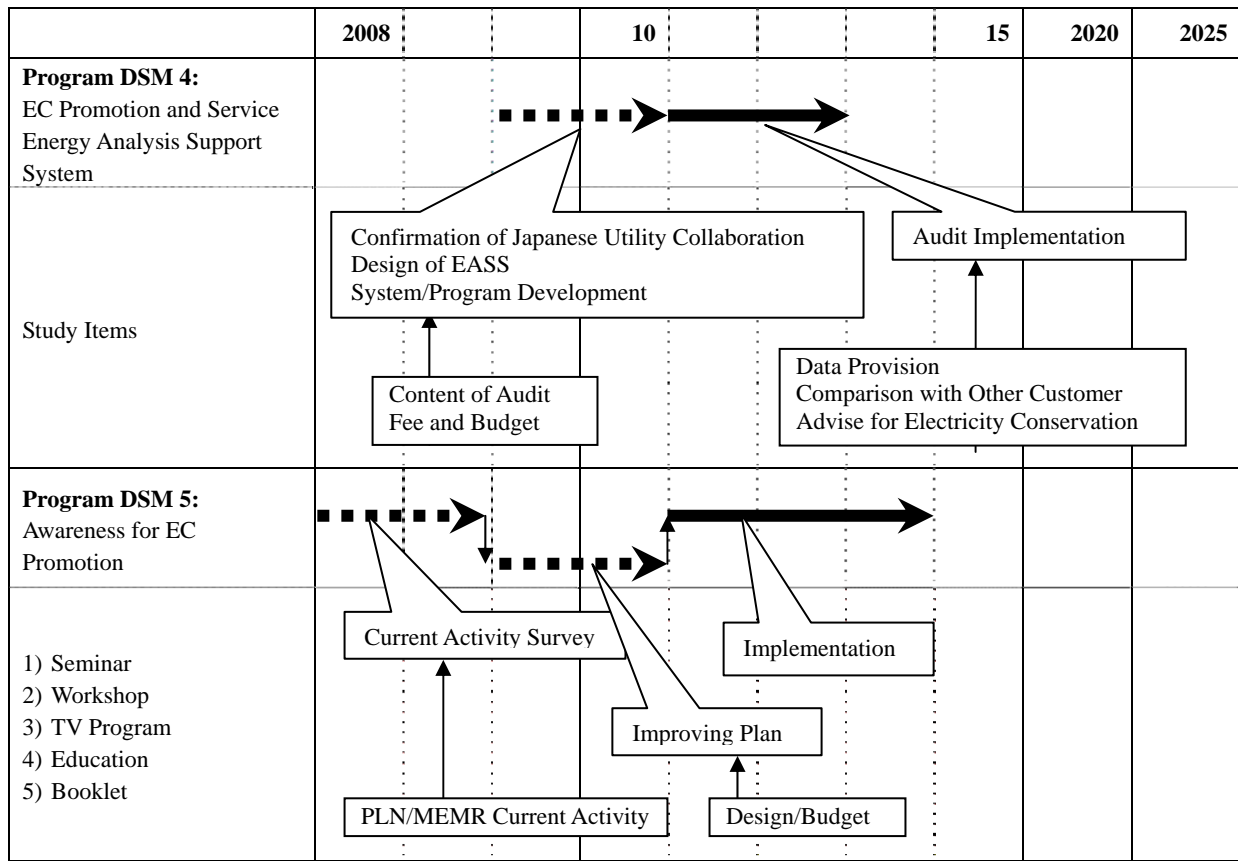 2008 10 15 2020 2025
Program DSM 4:
EC Promotion and Service
Energy Analysis Support
System
Confirmation of Japanese Utility Collaboration
Design of EASS
System/Program Development
Audit Implementation
Study Items
Content of Audit
Fee and Budget
Data Provision
Comparison with Other Customer
Advise for Electricity Conservation
Program DSM 5:
Awareness for EC
Promotion
Current Activity Survey
Implementation
1) Seminar
2) Workshop
3) TV Program
4) Education
5) Booklet
Improving Plan
PLN/MEMR Current Activity
Design/Budget